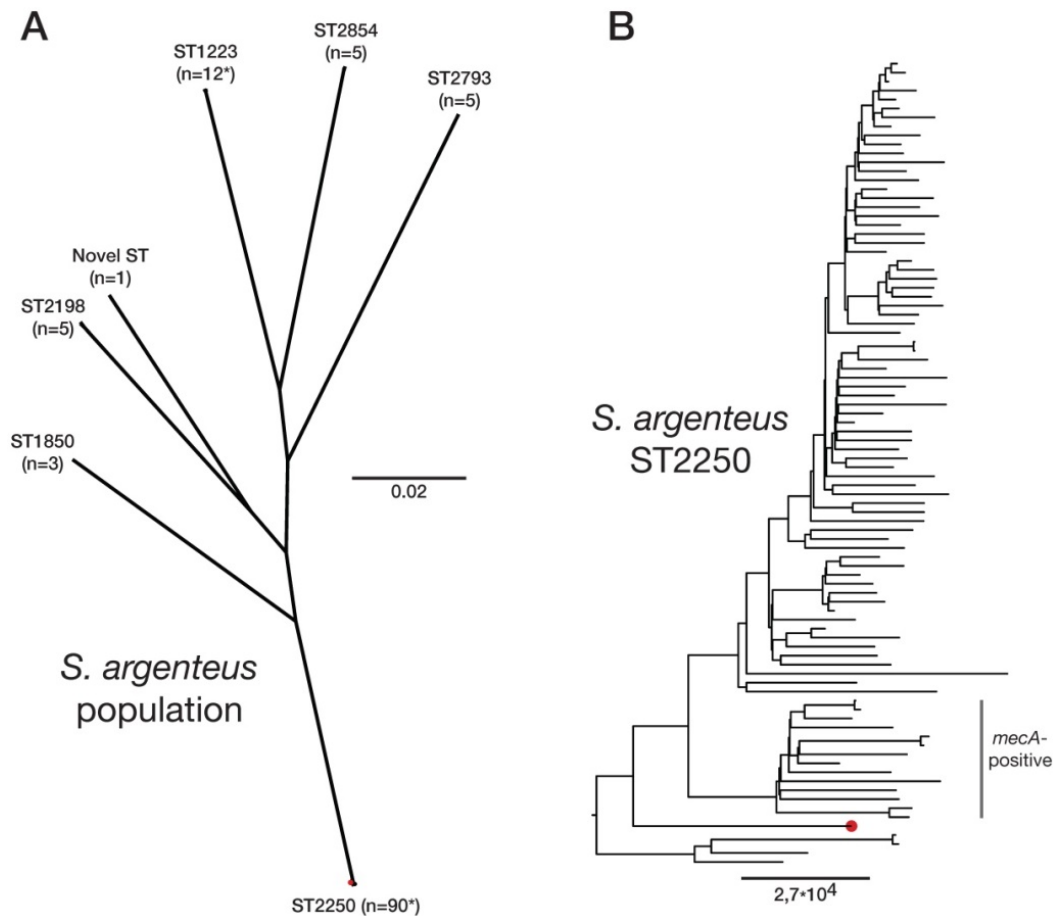 A
ST1223
(n=12*)
ST2854
(n=5)
ST2793
(n=5)
Novel ST
(n=1)
ST2198
(n=5)
ST1850
(n=3)
0.02
S. argenteus
population
ST2250 (n=90*)
B
S. argenteus
ST2250
mecA-
positive
2,7*10⁴